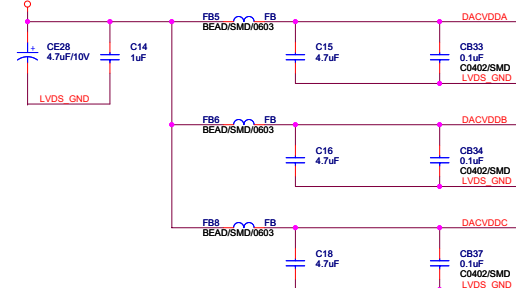 FB5 FB DACVDDA
BEAD/SMD/0603
+
CE28
4.7uF/10V
C14
1uF
C15
4.7uF
CB33
0.1uF
C0402/SMD
LVDS_GND
LVDS_GND
FB6 FB DACVDDB
BEAD/SMD/0603
C16
4.7uF
CB34
0.1uF
C0402/SMD
LVDS_GND
FB8 FB DACVDDC
BEAD/SMD/0603
C18
4.7uF
CB37
0.1uF
C0402/SMD
LVDS_GND